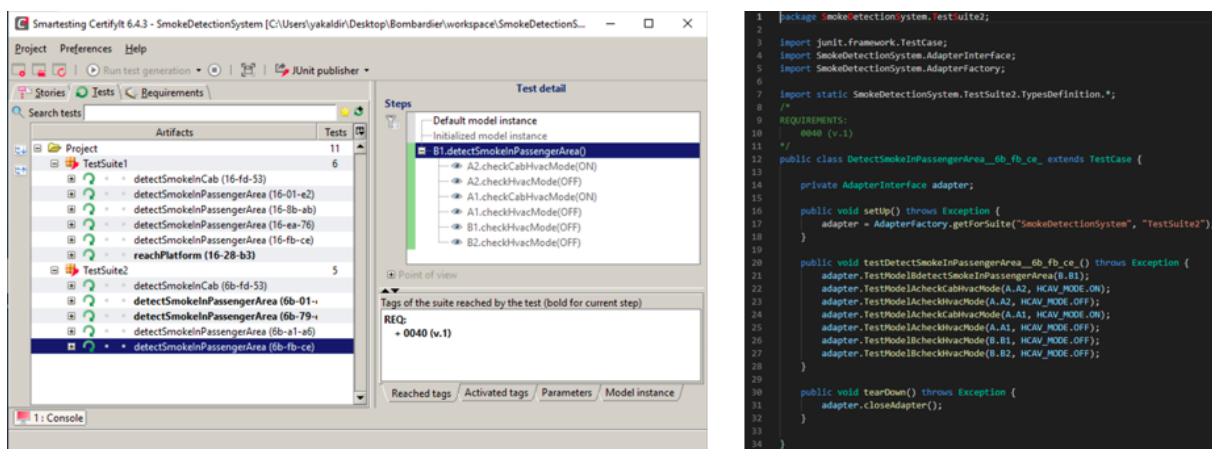 Smartesting CertifyIt 6.4.3 - SmokeDetectionSystem [C:\Users\yakaldir\Desktop\Bombardier\workspace\SmokeDetectionS...
Project Preferences Help
Run test generation JUnit publisher
Stories Tests Requirements
Search tests
Artifacts Tests
Project 11
TestSuite1 6
detectSmokeInCab (16-fd-53)
detectSmokeInPassengerArea (16-01-e2)
detectSmokeInPassengerArea (16-8b-ab)
detectSmokeInPassengerArea (16-ea-76)
detectSmokeInPassengerArea (16-fb-ce)
reachPlatform (16-28-b3)
TestSuite2 5
detectSmokeInCab (6b-fd-53)
detectSmokeInPassengerArea (6b-01-
detectSmokeInPassengerArea (6b-79-
detectSmokeInPassengerArea (6b-a1-a6)
detectSmokeInPassengerArea (6b-fb-ce)
1 : Console
Test detail
Steps
Default model instance
Initialized model instance
B1.detectSmokeInPassengerArea()
A2.checkCabHvacMode(ON)
A2.checkHvacMode(OFF)
A1.checkCabHvacMode(ON)
A1.checkHvacMode(OFF)
B1.checkHvacMode(OFF)
B2.checkHvacMode(OFF)
Point of view
Tags of the suite reached by the test (bold for current step)
REQ:
+ 0040 (v.1)
Reached tags Activated tags Parameters Model instance
1 package SmokeDetectionSystem.TestSuite2;
2
3 import junit.framework.TestCase;
4 import SmokeDetectionSystem.AdapterInterface;
5 import SmokeDetectionSystem.AdapterFactory;
6
7 import static SmokeDetectionSystem.TestSuite2.TypesDefinition.*;
8 /*
9 REQUIREMENTS:
10 0040 (v.1)
11 */
12 public class DetectSmokeInPassengerArea__6b_fb_ce_ extends TestCase {
13
14 private AdapterInterface adapter;
15
16 public void setUp() throws Exception {
17 adapter = AdapterFactory.getForSuite("SmokeDetectionSystem", "TestSuite2");
18 }
19
20 public void testDetectSmokeInPassengerArea__6b_fb_ce_() throws Exception {
21 adapter.TestModelBdetectSmokeInPassengerArea(B.B1);
22 adapter.TestModelAcheckCabHvacMode(A.A2, HCAV_MODE.ON);
23 adapter.TestModelAcheckHvacMode(A.A2, HCAV_MODE.OFF);
24 adapter.TestModelAcheckCabHvacMode(A.A1, HCAV_MODE.ON);
25 adapter.TestModelAcheckHvacMode(A.A1, HCAV_MODE.OFF);
26 adapter.TestModelBcheckHvacMode(B.B1, HCAV_MODE.OFF);
27 adapter.TestModelBcheckHvacMode(B.B2, HCAV_MODE.OFF);
28 }
29
30 public void tearDown() throws Exception {
31 adapter.closeAdapter();
32 }
33
34 }